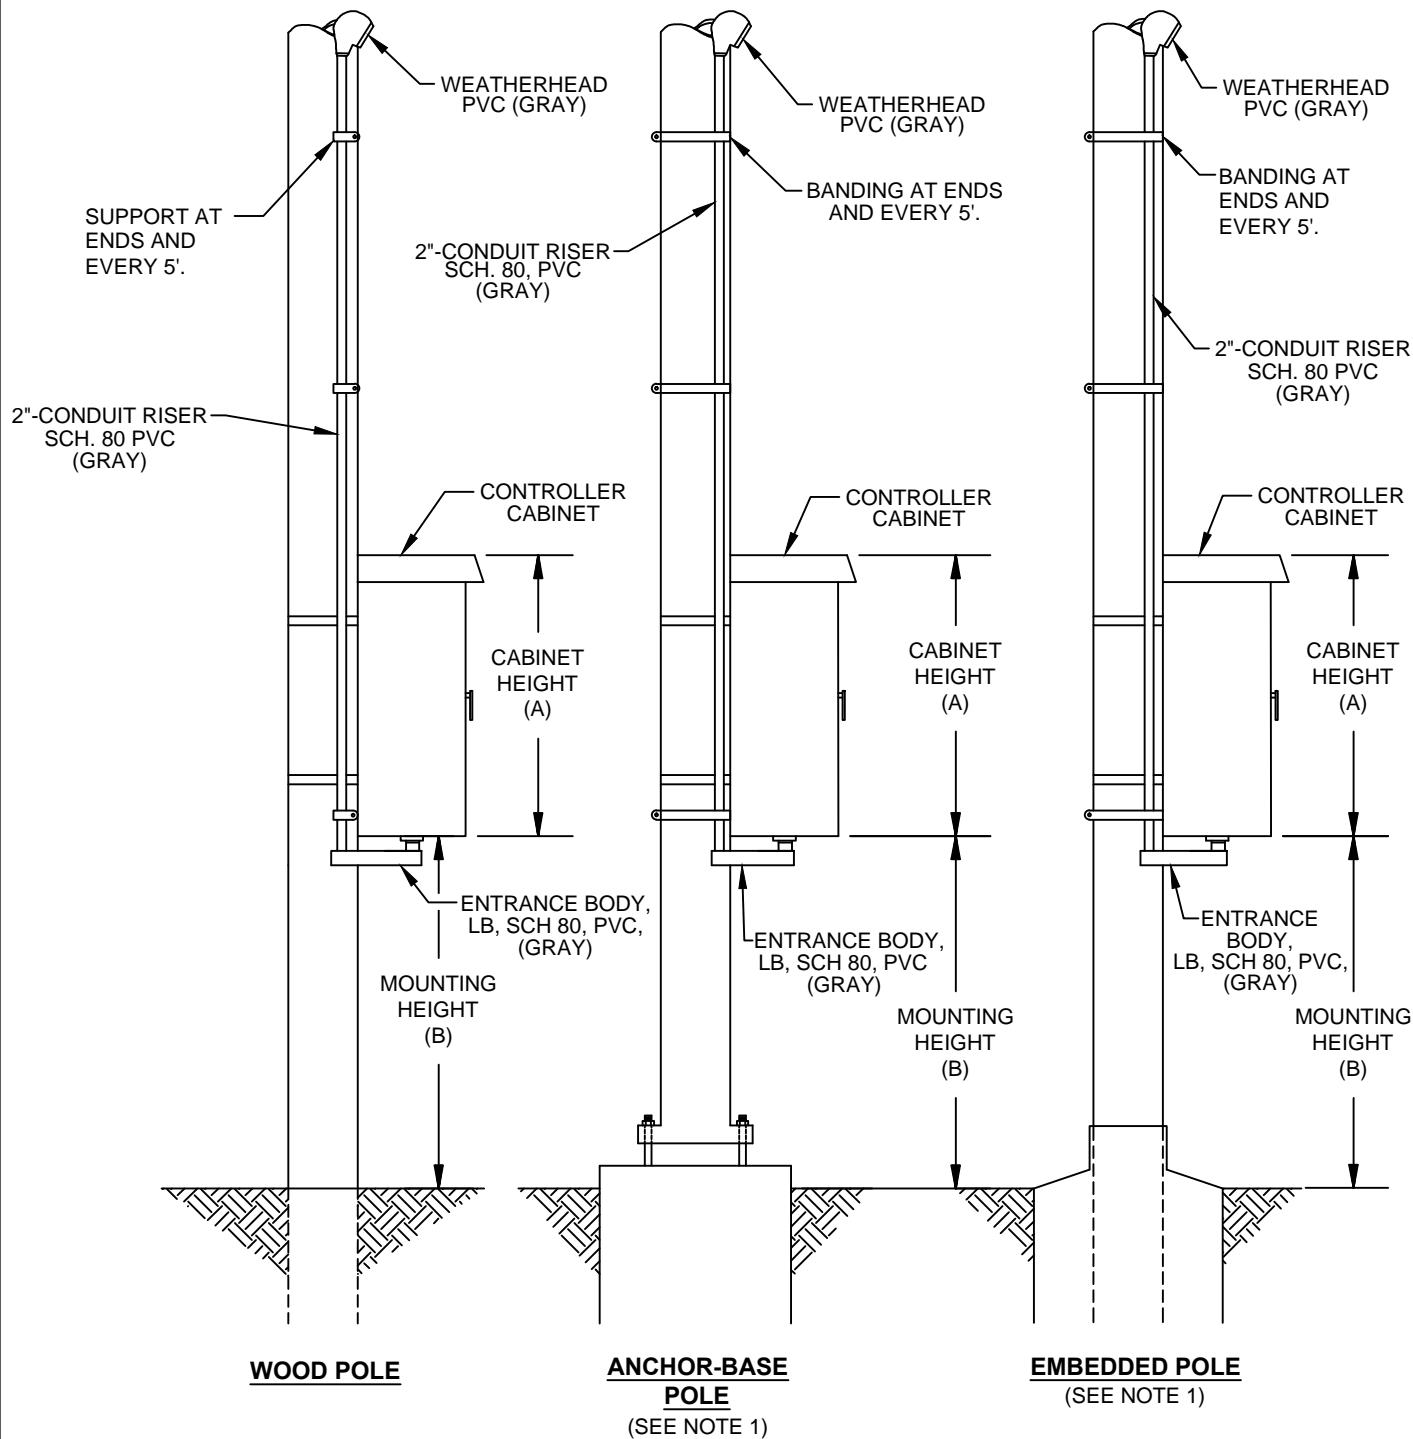 WEATHERHEAD
PVC (GRAY)
SUPPORT AT
ENDS AND
EVERY 5'.
2"-CONDUIT RISER
SCH. 80 PVC
(GRAY)
CONTROLLER
CABINET
CABINET
HEIGHT
(A)
ENTRANCE BODY,
LB, SCH 80, PVC,
(GRAY)
MOUNTING
HEIGHT
(B)
WOOD POLE
WEATHERHEAD
PVC (GRAY)
BANDING AT ENDS
AND EVERY 5'.
2"-CONDUIT RISER
SCH. 80, PVC
(GRAY)
CONTROLLER
CABINET
CABINET
HEIGHT
(A)
ENTRANCE BODY,
LB, SCH 80, PVC
(GRAY)
MOUNTING
HEIGHT
(B)
ANCHOR-BASE
POLE
(SEE NOTE 1)
WEATHERHEAD
PVC (GRAY)
BANDING AT
ENDS AND
EVERY 5'.
2"-CONDUIT RISER
SCH. 80 PVC
(GRAY)
CONTROLLER
CABINET
CABINET
HEIGHT
(A)
ENTRANCE
BODY,
LB, SCH 80, PVC,
(GRAY)
MOUNTING
HEIGHT
(B)
EMBEDDED POLE
(SEE NOTE 1)